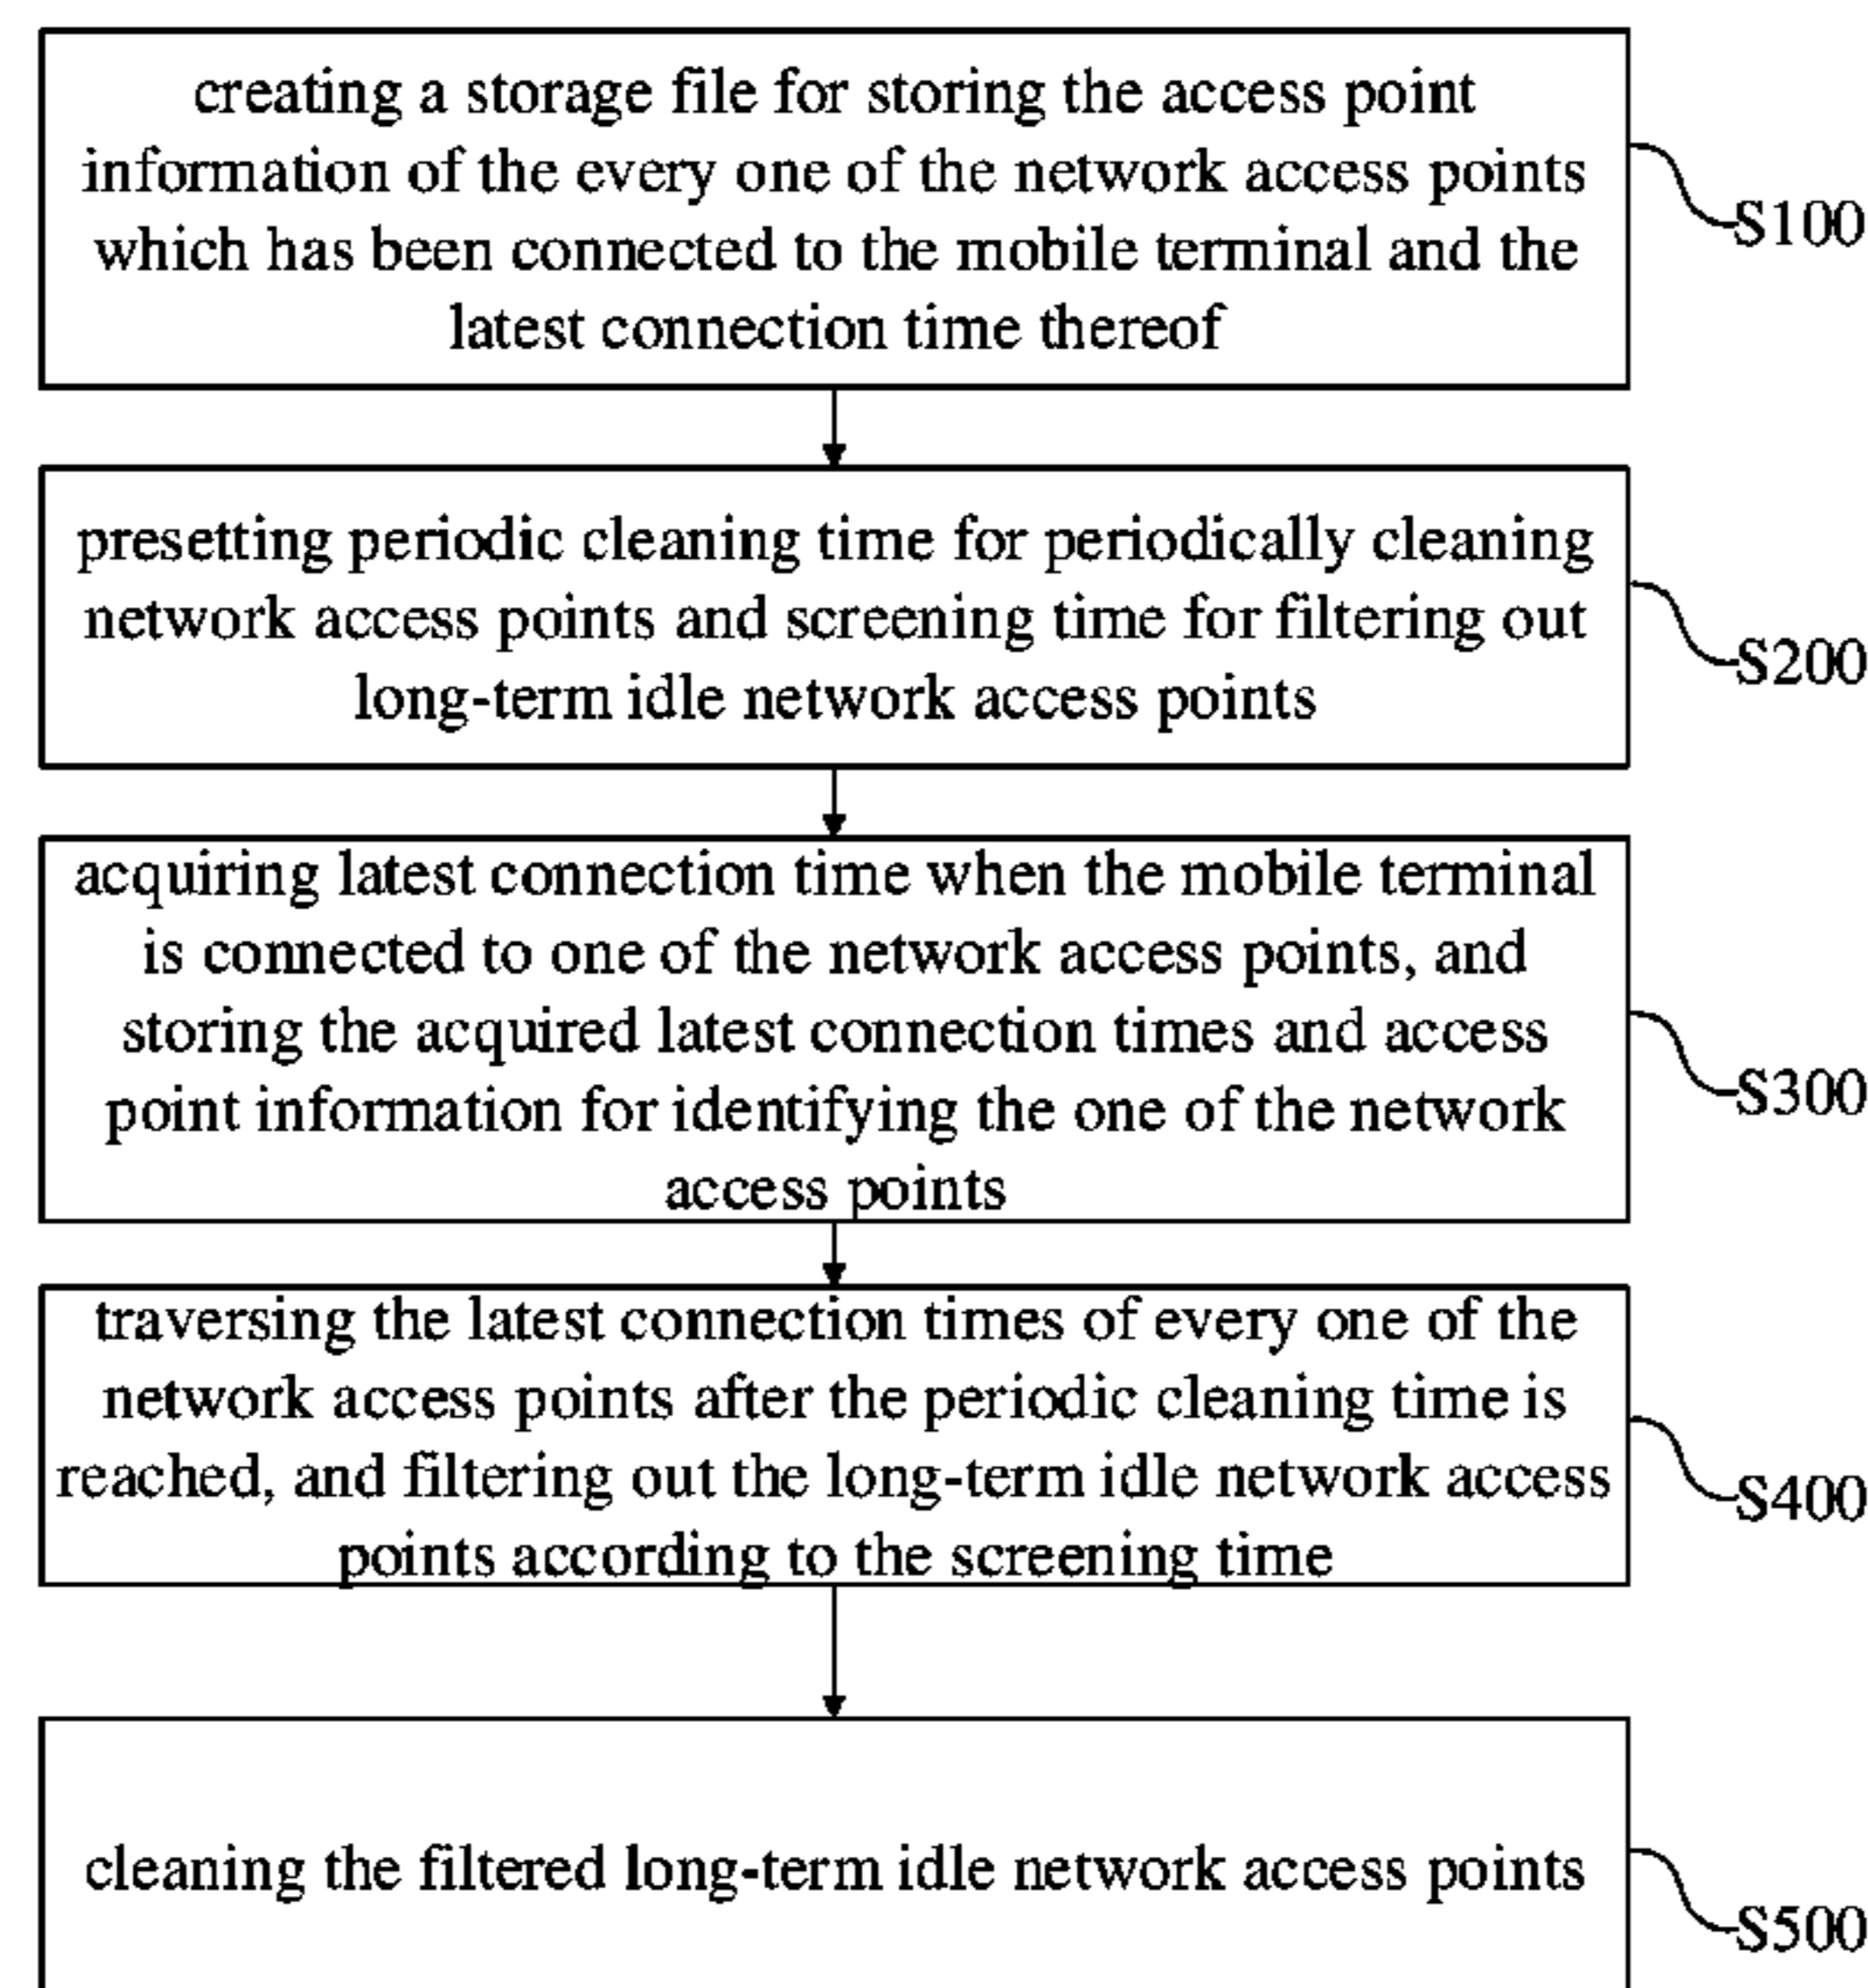 creating a storage file for storing the access point
information of the every one of the network access points
which has been connected to the mobile terminal and the
latest connection time thereof
S100
presetting periodic cleaning time for periodically cleaning
network access points and screening time for filtering out
long-term idle network access points
S200
acquiring latest connection time when the mobile terminal
is connected to one of the network access points, and
storing the acquired latest connection times and access
point information for identifying the one of the network
access points
S300
traversing the latest connection times of every one of the
network access points after the periodic cleaning time is
reached, and filtering out the long-term idle network access
points according to the screening time
S400
cleaning the filtered long-term idle network access points
S500